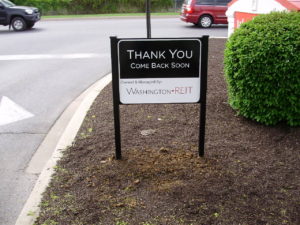 THANK YOU
COME BACK SOON
Owned & Managed by:
WASHINGTON REIT